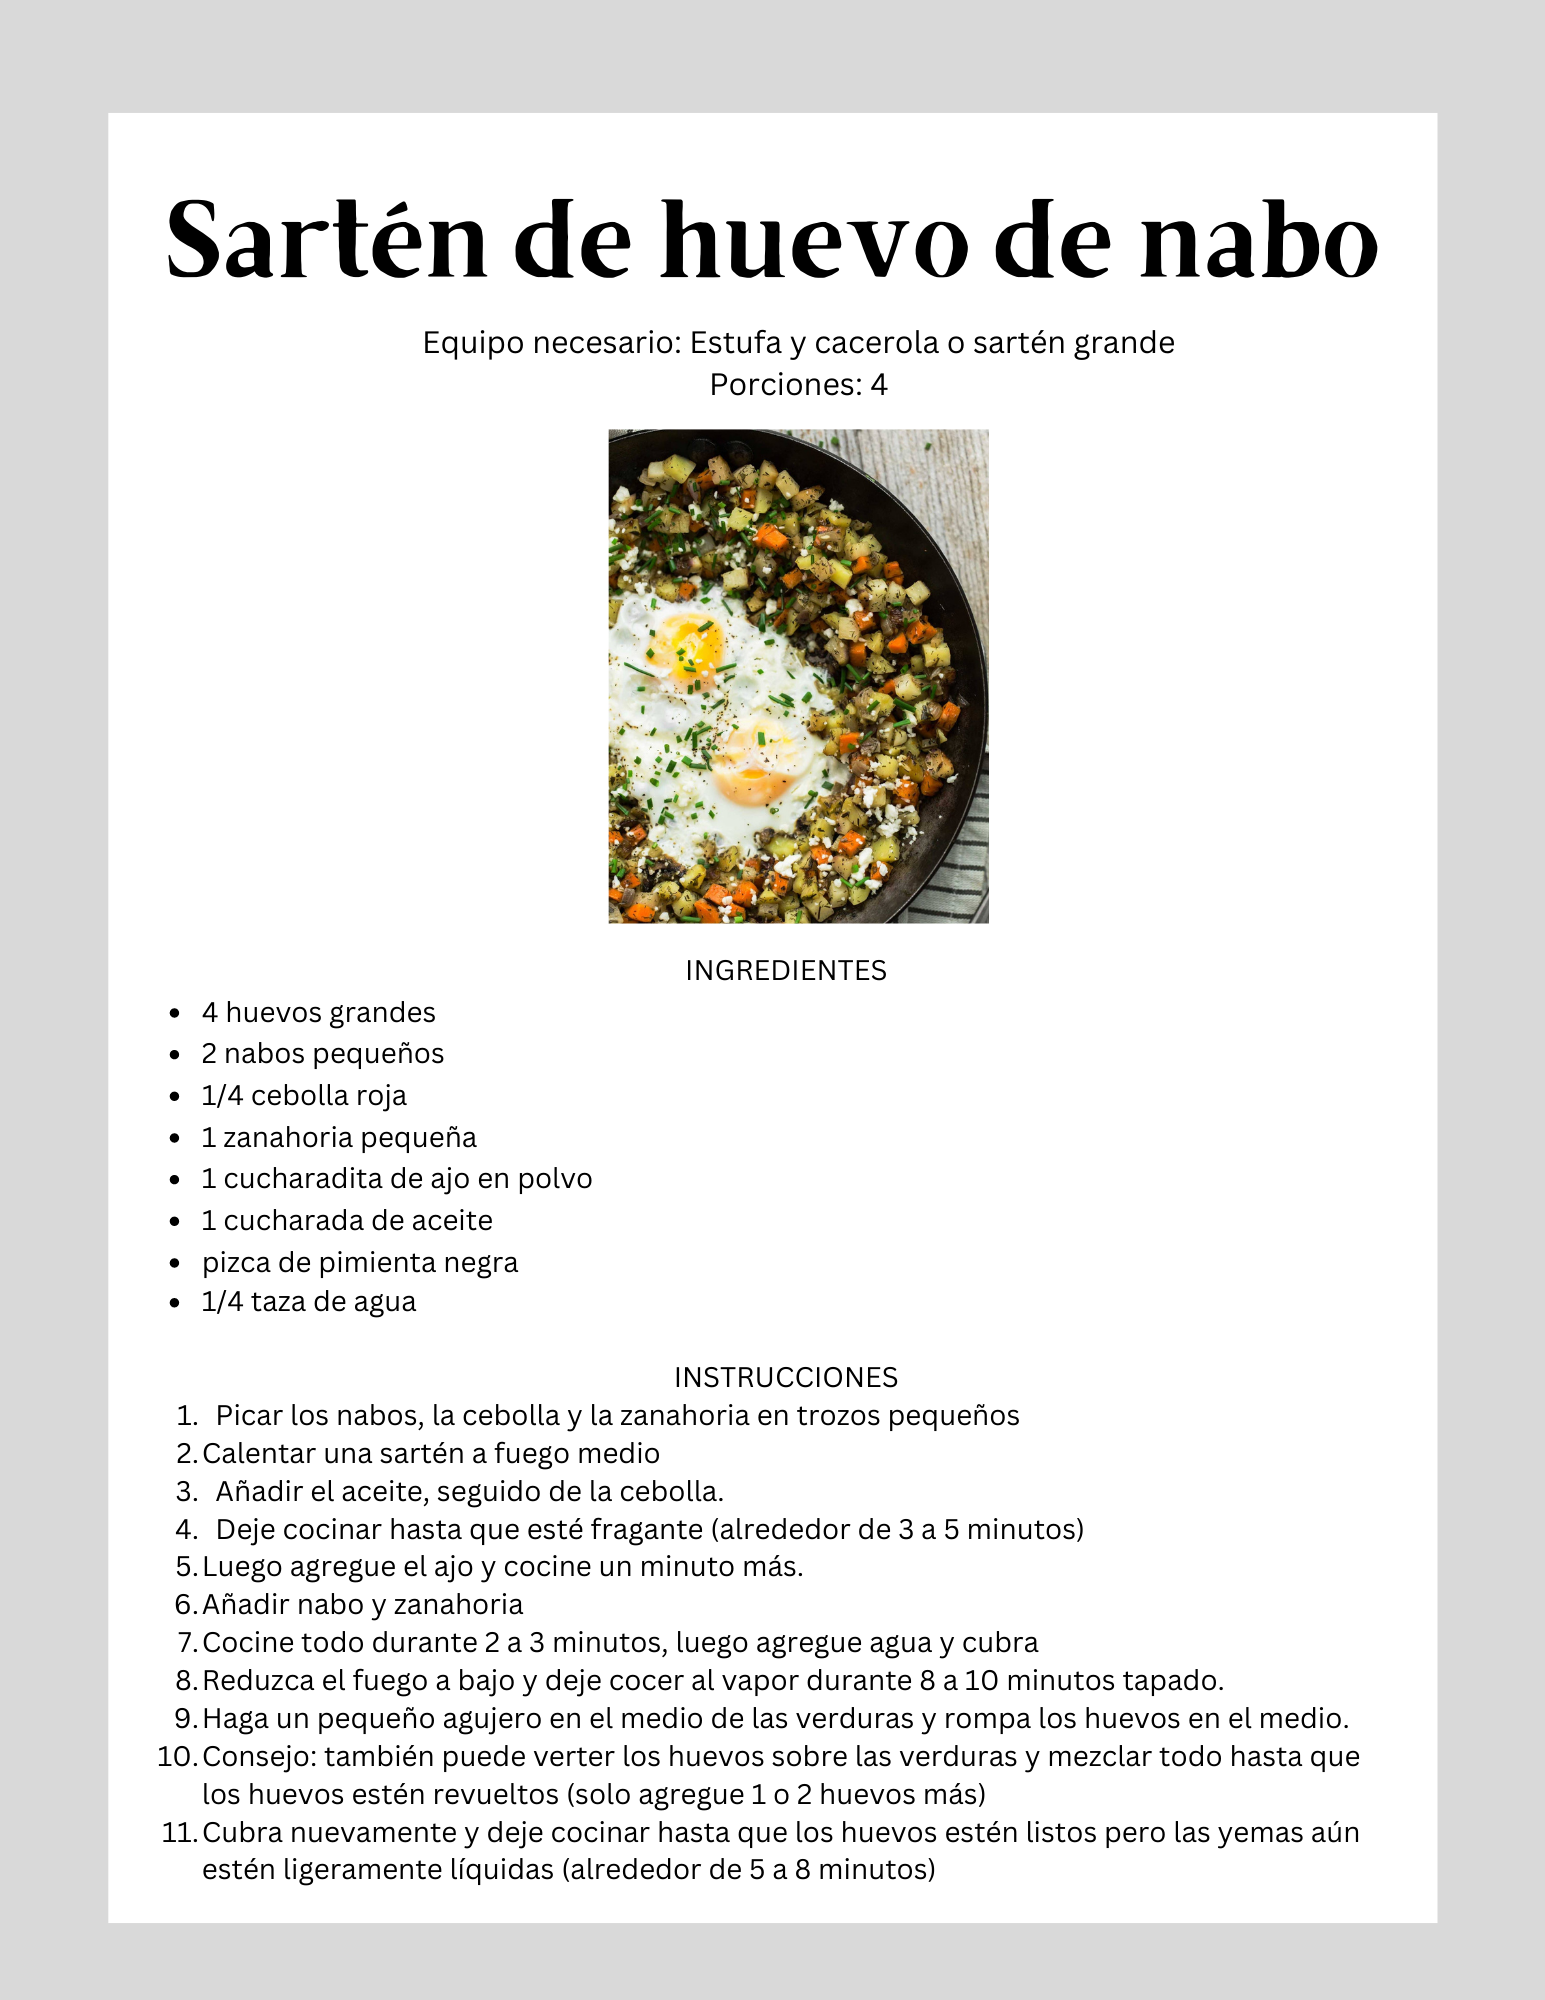 Sartén de huevo de nabo
Equipo necesario: Estufa y cacerola o sartén grande
Porciones: 4
INGREDIENTES
• 4 huevos grandes
• 2 nabos pequeños
• 1/4 cebolla roja
• 1 zanahoria pequeña
• 1 cucharadita de ajo en polvo
• 1 cucharada de aceite
• pizca de pimienta negra
• 1/4 taza de agua
INSTRUCCIONES
1. Picar los nabos, la cebolla y la zanahoria en trozos pequeños
2. Calentar una sartén a fuego medio
3. Añadir el aceite, seguido de la cebolla.
4. Deje cocinar hasta que esté fragante (alrededor de 3 a 5 minutos)
5. Luego agregue el ajo y cocine un minuto más.
6. Añadir nabo y zanahoria
7. Cocine todo durante 2 a 3 minutos, luego agregue agua y cubra
8. Reduzca el fuego a bajo y deje cocer al vapor durante 8 a 10 minutos tapado.
9. Haga un pequeño agujero en el medio de las verduras y rompa los huevos en el medio.
10. Consejo: también puede verter los huevos sobre las verduras y mezclar todo hasta que
los huevos estén revueltos (solo agregue 1 o 2 huevos más)
11. Cubra nuevamente y deje cocinar hasta que los huevos estén listos pero las yemas aún
estén ligeramente líquidas (alrededor de 5 a 8 minutos)